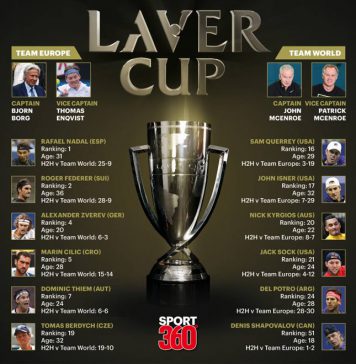 LAVER
CUP
TEAM EUROPE
TEAM WORLD
CAPTAIN
BJORN
BORG
VICE CAPTAIN
THOMAS
ENQVIST
CAPTAIN
JOHN
MCENROE
VICE CAPTAIN
PATRICK
MCENROE
RAFAEL NADAL (ESP)
Ranking: 1
Age: 31
H2H v Team World: 25-9
ROGER FEDERER (SUI)
Ranking: 2
Age: 36
H2H v Team World: 28-9
ALEXANDER ZVEREV (GER)
Ranking: 4
Age: 20
H2H v Team World: 6-3
MARIN CILIC (CRO)
Ranking: 5
Age: 28
H2H v Team World: 15-14
DOMINIC THIEM (AUT)
Ranking: 7
Age: 24
H2H v Team World: 6-6
TOMAS BERDYCH (CZE)
Ranking: 19
Age: 32
H2H v Team World: 19-10
SAM QUERREY (USA)
Ranking: 16
Age: 29
H2H v Team Europe: 3-19
JOHN ISNER (USA)
Ranking: 17
Age: 32
H2H v Team Europe: 7-29
NICK KYRGIOS (AUS)
Ranking: 20
Age: 22
H2H v Team Europe: 8-7
JACK SOCK (USA)
Ranking: 21
Age: 24
H2H v Team Europe: 4-12
DEL POTRO (ARG)
Ranking: 24
Age: 28
H2H v Team Europe: 28-30
DENIS SHAPOVALOV (CAN)
Ranking: 51
Age: 18
H2H v Team Europe: 1-2
SPORT
360°